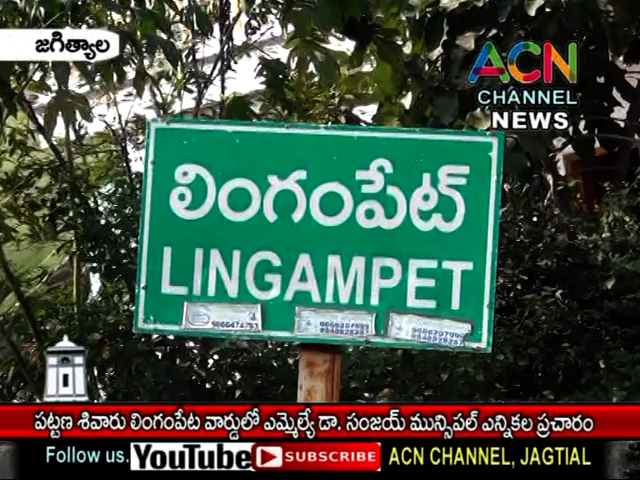 జగిత్యాల
ACN
CHANNEL
NEWS
లింగంపేట్
LINGAMPET
పట్టణ శివారు లింగంపేట వార్డులో ఎమ్మెల్యే డా. సంజయ్ మున్సిపల్ ఎన్నికల ప్రచారం
Follow us. YouTube SUBSCRIBE ACN CHANNEL, JAGTIAL